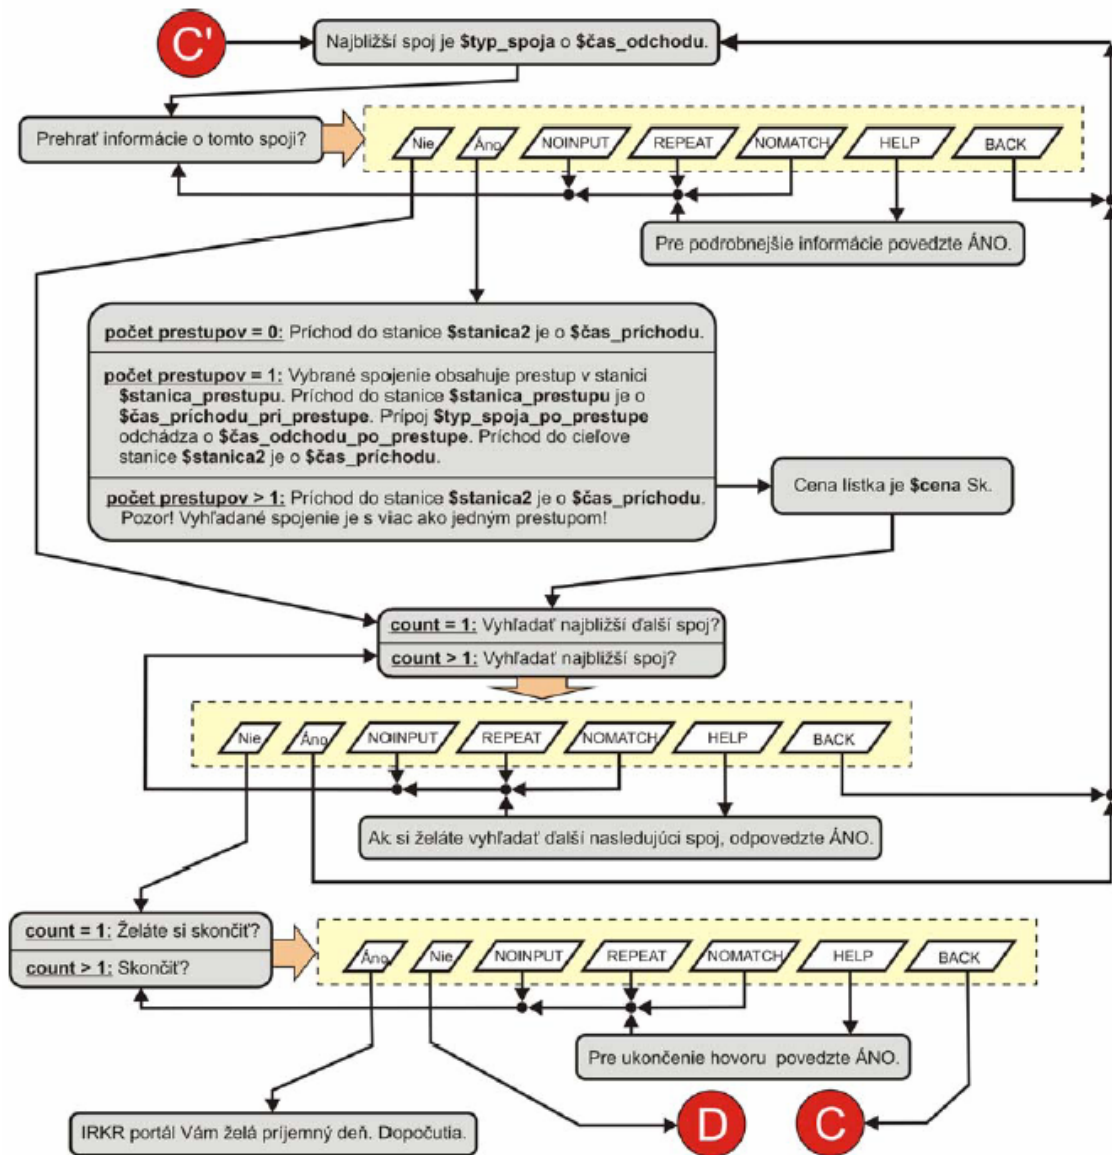 C'
Najbližší spoj je $typ_spoja o $čas_odchodu.
Prehrať informácie o tomto spoji?
Nie
Áno
NOINPUT
REPEAT
NOMATCH
HELP
BACK
Pre podrobnejšie informácie povedzte ÁNO.
počet prestupov = 0: Príchod do stanice $stanica2 je o $čas_príchodu.
počet prestupov = 1: Vybrané spojenie obsahuje prestup v stanici
$stanica_prestupu. Príchod do stanice $stanica_prestupu je o
$čas_príchodu_pri_prestupe. Prípoj $typ_spoja_po_prestupe
odchádza o $čas_odchodu_po_prestupe. Príchod do cieľove
stanice $stanica2 je o $čas_príchodu.
počet prestupov > 1: Príchod do stanice $stanica2 je o $čas_príchodu.
Pozor! Vyhľadané spojenie je s viac ako jedným prestupom!
Cena lístka je $cena Sk.
count = 1: Vyhľadať najbližší ďalší spoj?
count > 1: Vyhľadať najbližší spoj?
Nie
Áno
NOINPUT
REPEAT
NOMATCH
HELP
BACK
Ak si želáte vyhľadať ďalší nasledujúci spoj, odpovedzte ÁNO.
count = 1: Želáte si skončiť?
count > 1: Skončiť?
Áno
Nie
NOINPUT
REPEAT
NOMATCH
HELP
BACK
Pre ukončenie hovoru povedzte ÁNO.
IRKR portál Vám želá príjemný deň. Dopočutia.
D
C